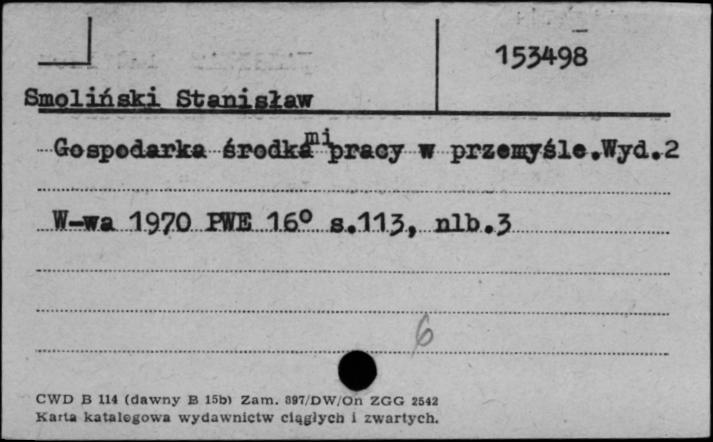 153498
Smoliński Stanisław
Gospodarka środkami pracy w przemyśle.Wyd.2
W-wa 1970 PWE 16° s.113, nlb.3
6
CWD B 114 (dawny B 15b) Zam. 897/DW/On ZGG 2542
Karta katalogowa wydawnictw ciągłych i zwartych.